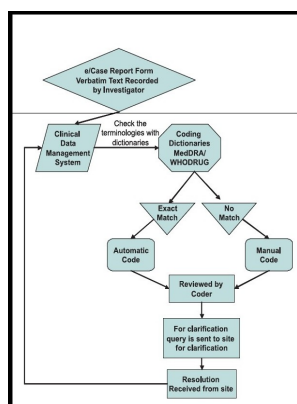 e/Case Report Form
Verbatim Text Recorded
by Investigator
Check the
terminologies with
dictionaries
Clinical
Data
Management
System
Coding
Dictionaries
MedDRA/
WHODRUG
Exact
Match
No
Match
Automatic
Code
Manual
Code
Reviewed by
Coder
For clarification
query is sent to site
for clarification
Resolution
Received from site